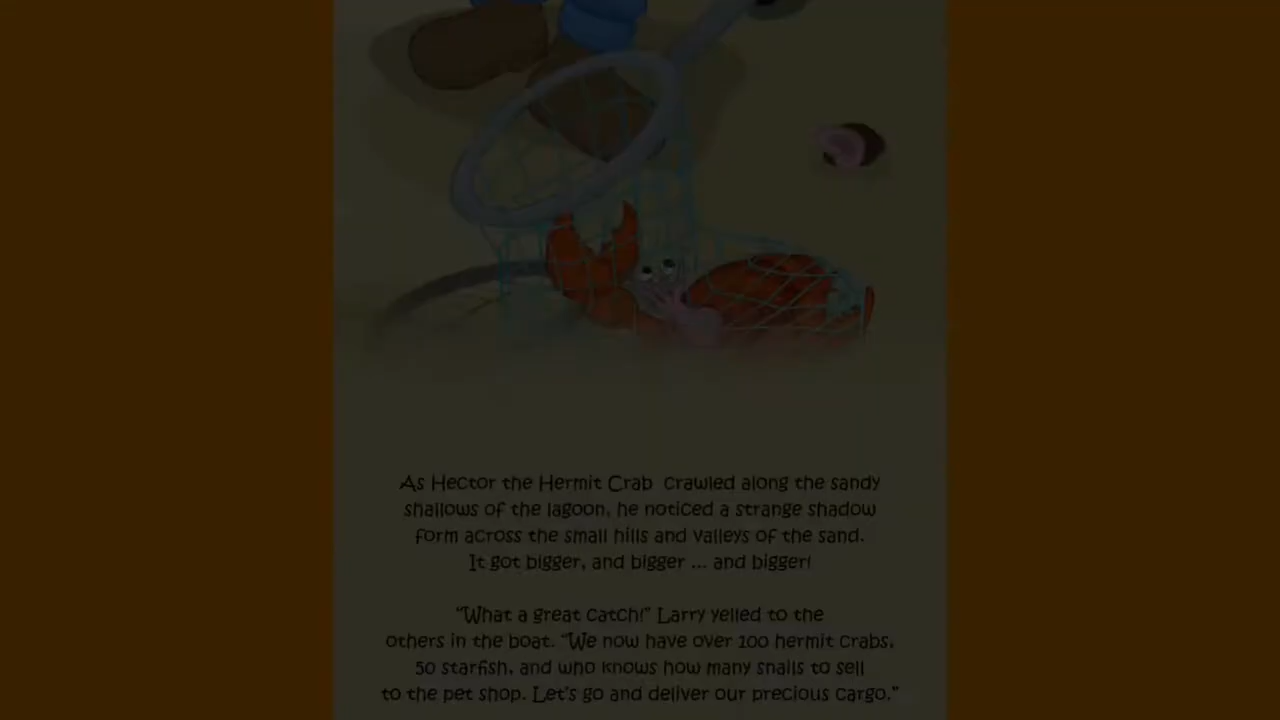 As Hector the Hermit Crab crawled along the sandy
shallows of the lagoon, he noticed a strange shadow
form across the small hills and valleys of the sand.
It got bigger, and bigger ... and bigger!
“What a great catch!” Larry yelled to the
others in the boat. “We now have over 100 hermit crabs,
50 starfish, and who knows how many snails to sell
to the pet shop. Let’s go and deliver our precious cargo.”